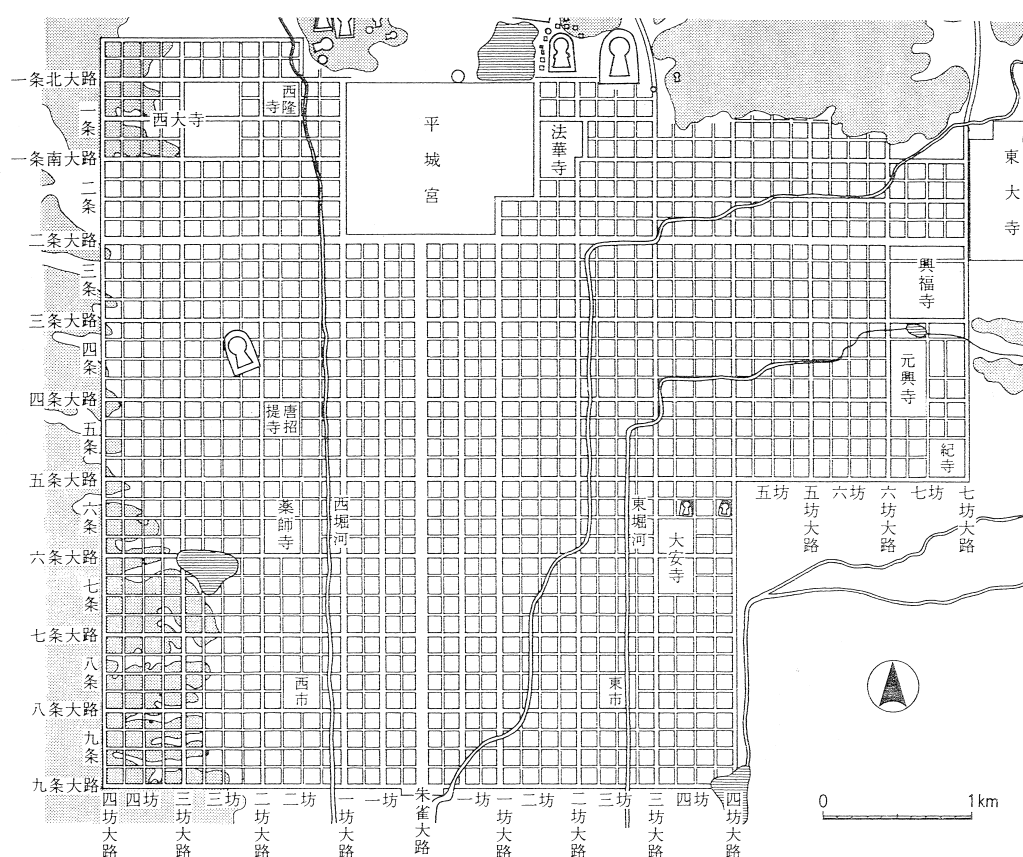 一条北大路
一条
一条南大路
二条
二条大路
三条
三条大路
四条
四条大路
五条
五条大路
六条
六条大路
七条
七条大路
八条
八条大路
九条
九条大路
西大寺
西隆寺
平城宮
法華寺
東大寺
興福寺
元興寺
紀寺
唐招提寺
薬師寺
西堀河
東堀河
大安寺
西市
東市
五坊
五坊大路
六坊
六坊大路
七坊
七坊大路
四坊大路
四坊
三坊大路
三坊
二坊大路
二坊
一坊大路
一坊
朱雀大路
一坊
一坊大路
二坊
二坊大路
三坊
三坊大路
四坊
四坊大路
0 1km